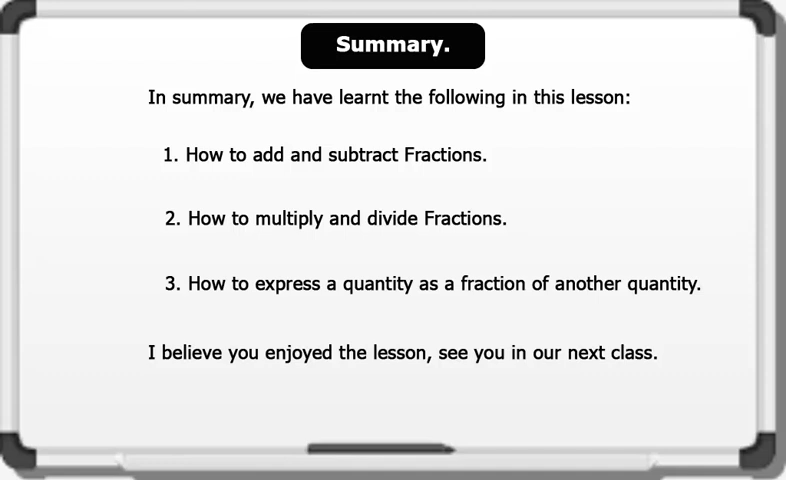 Summary.
In summary, we have learnt the following in this lesson:
1. How to add and subtract Fractions.
2. How to multiply and divide Fractions.
3. How to express a quantity as a fraction of another quantity.
I believe you enjoyed the lesson, see you in our next class.